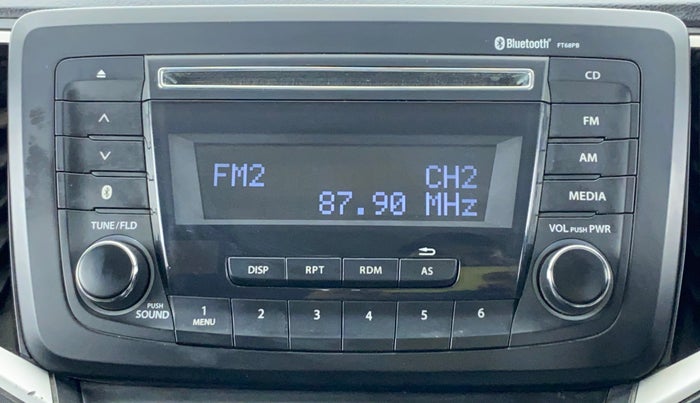 Bluetooth® FT68PB
CD
FM
AM
MEDIA
FM2 CH2
87.90 MHz
TUNE/FLD
VOL PUSH PWR
DISP RPT RDM AS
PUSH
SOUND
1 2 3 4 5 6
MENU